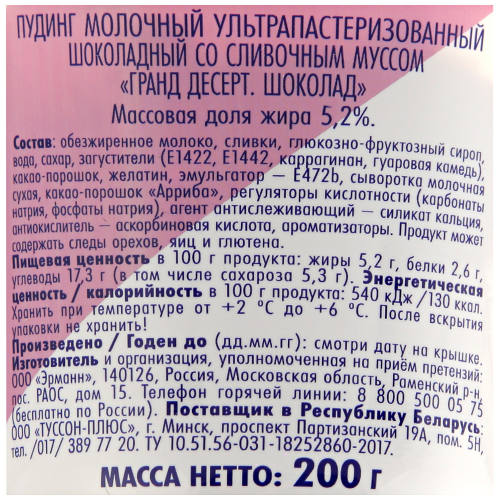 ПУДИНГ МОЛОЧНЫЙ УЛЬТРАПАСТЕРИЗОВАННЫЙ
ШОКОЛАДНЫЙ СО СЛИВОЧНЫМ МУССОМ
«ГРАНД ДЕСЕРТ. ШОКОЛАД»
Массовая доля жира 5,2%.
Состав: обезжиренное молоко, сливки, глюкозно-фруктозный сироп,
вода, сахар, загустители (Е1422, Е1442, каррагинан, гуаровая камедь),
какао-порошок, желатин, эмульгатор – Е472b, сыворотка молочная
сухая, какао-порошок «Арриба», регуляторы кислотности (карбонаты
натрия, фосфаты натрия), агент антислеживающий – силикат кальция,
антиокислитель – аскорбиновая кислота, ароматизаторы. Продукт может
содержать следы орехов, яиц и глютена.
Пищевая ценность в 100 г продукта: жиры 5,2 г, белки 2,6 г,
углеводы 17,3 г (в том числе сахароза 5,3 г). Энергетическая
ценность / калорийность в 100 г продукта: 540 кДж /130 ккал.
Хранить при температуре от +2 °С до +6 °С. После вскрытия
упаковки не хранить!
Произведено / Годен до (дд.мм.гг): смотри дату на крышке.
Изготовитель и организация, уполномоченная на приём претензий:
ООО «Эрманн», 140126, Россия, Московская область, Раменский р-н,
пос. РАОС, дом 15. Телефон горячей линии: 8 800 500 05 75
(бесплатно по России). Поставщик в Республику Беларусь:
ООО «ТУССОН-ПЛЮС», г. Минск, проспект Партизанский 19А, пом. 5Н,
тел. /017/ 389 77 20. ТУ 10.51.56-031-18252860-2017.
МАССА НЕТТО: 200 г